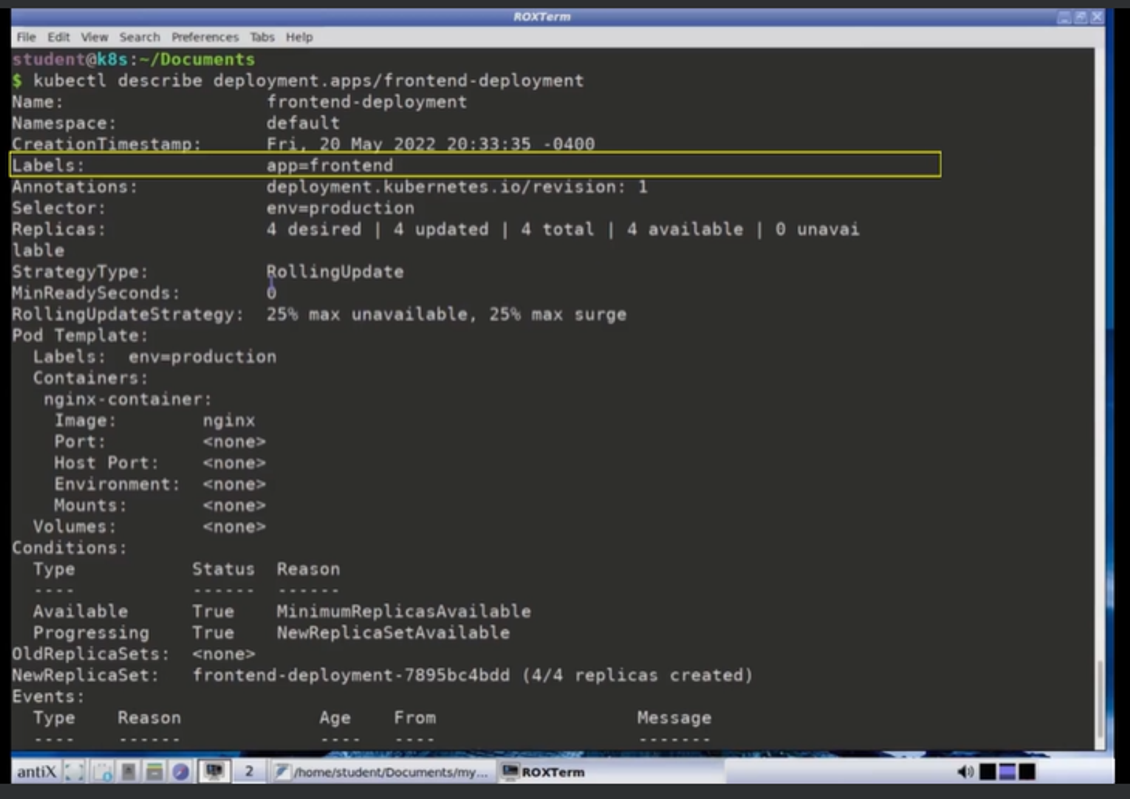 ROXTerm
File Edit View Search Preferences Tabs Help
student@k8s:~/Documents
$ kubectl describe deployment.apps/frontend-deployment
Name:                   frontend-deployment
Namespace:              default
CreationTimestamp:      Fri, 20 May 2022 20:33:35 -0400
Labels:                 app=frontend
Annotations:            deployment.kubernetes.io/revision: 1
Selector:               env=production
Replicas:               4 desired | 4 updated | 4 total | 4 available | 0 unavai
lable
StrategyType:           RollingUpdate
MinReadySeconds:        0
RollingUpdateStrategy:  25% max unavailable, 25% max surge
Pod Template:
  Labels:  env=production
  Containers:
   nginx-container:
    Image:        nginx
    Port:         <none>
    Host Port:    <none>
    Environment:  <none>
    Mounts:       <none>
  Volumes:        <none>
Conditions:
  Type           Status  Reason
  ----           ------  ------
  Available      True    MinimumReplicasAvailable
  Progressing    True    NewReplicaSetAvailable
OldReplicaSets:  <none>
NewReplicaSet:   frontend-deployment-7895bc4bdd (4/4 replicas created)
Events:
  Type    Reason             Age    From                   Message
  ----    ------             ----   ----                   -------
antiX 2 /home/student/Documents/my... ROXTerm